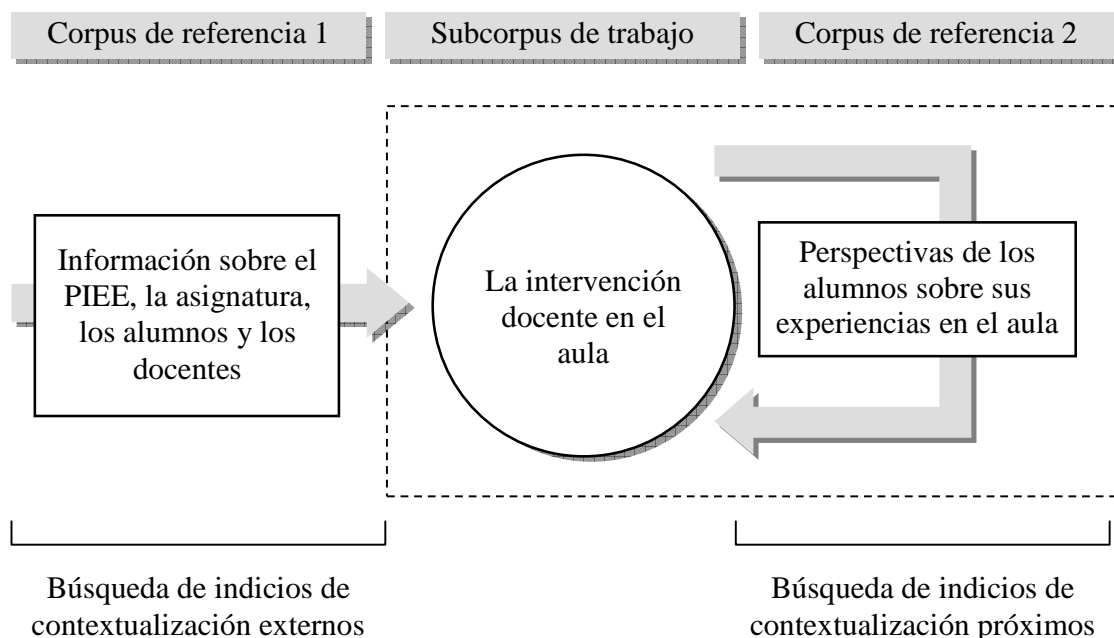 Corpus de referencia 1
Subcorpus de trabajo
Corpus de referencia 2
Información sobre el
PIEE, la asignatura,
los alumnos y los
docentes
La intervención
docente en el
aula
Perspectivas de los
alumnos sobre sus
experiencias en el aula
Búsqueda de indicios de
contextualización externos
Búsqueda de indicios de
contextualización próximos